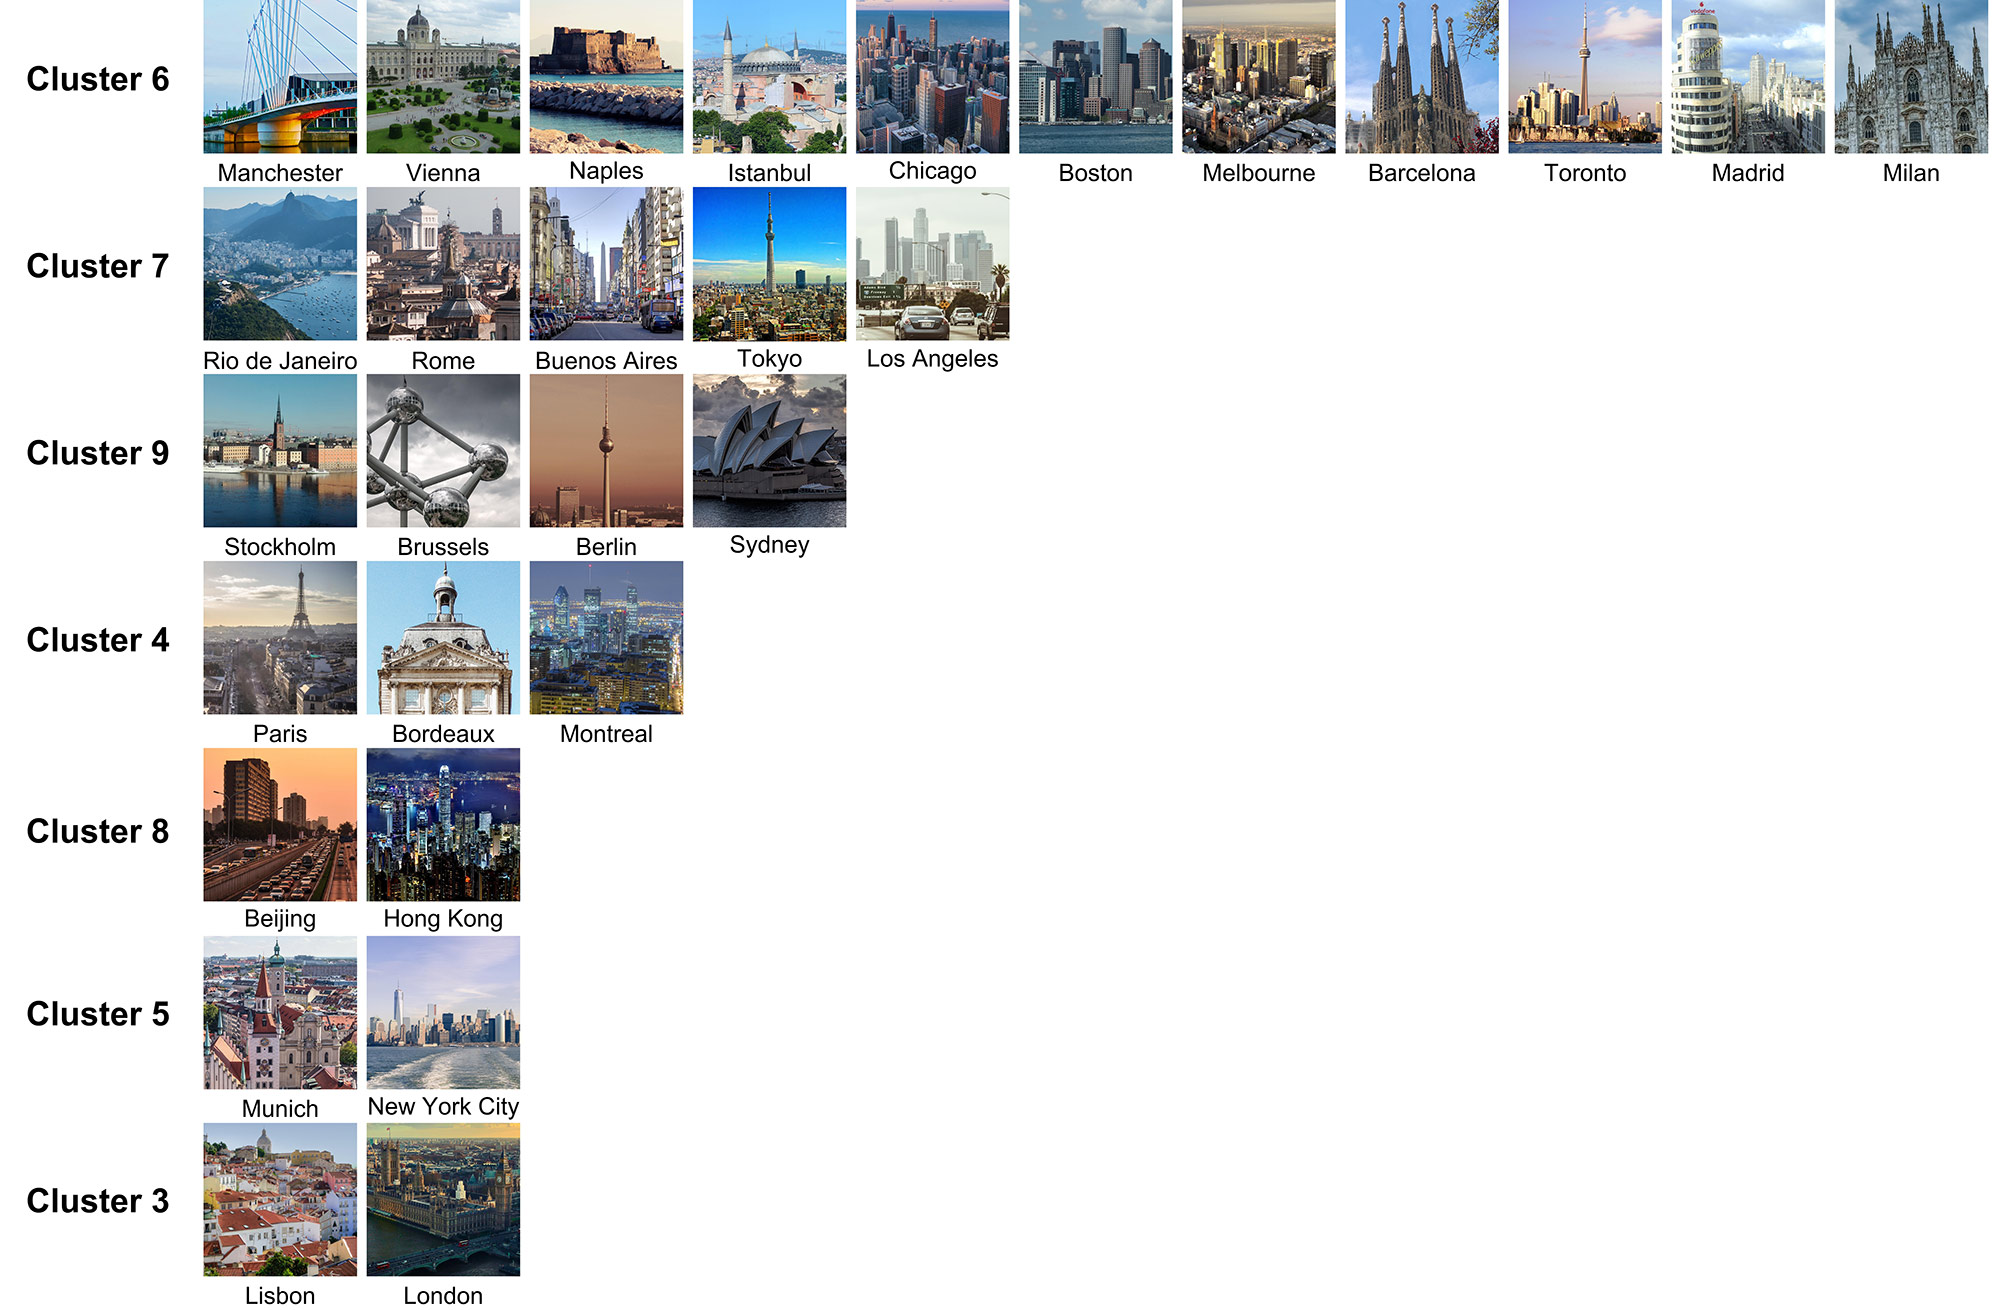 vodafone
Cluster 6
Manchester Vienna Naples Istanbul Chicago Boston Melbourne Barcelona Toronto Madrid Milan
Cluster 7
Rio de Janeiro Rome Buenos Aires Tokyo Los Angeles
Cluster 9
Stockholm Brussels Berlin Sydney
Cluster 4
Paris Bordeaux Montreal
Cluster 8
Beijing Hong Kong
Cluster 5
Munich New York City
Cluster 3
Lisbon London